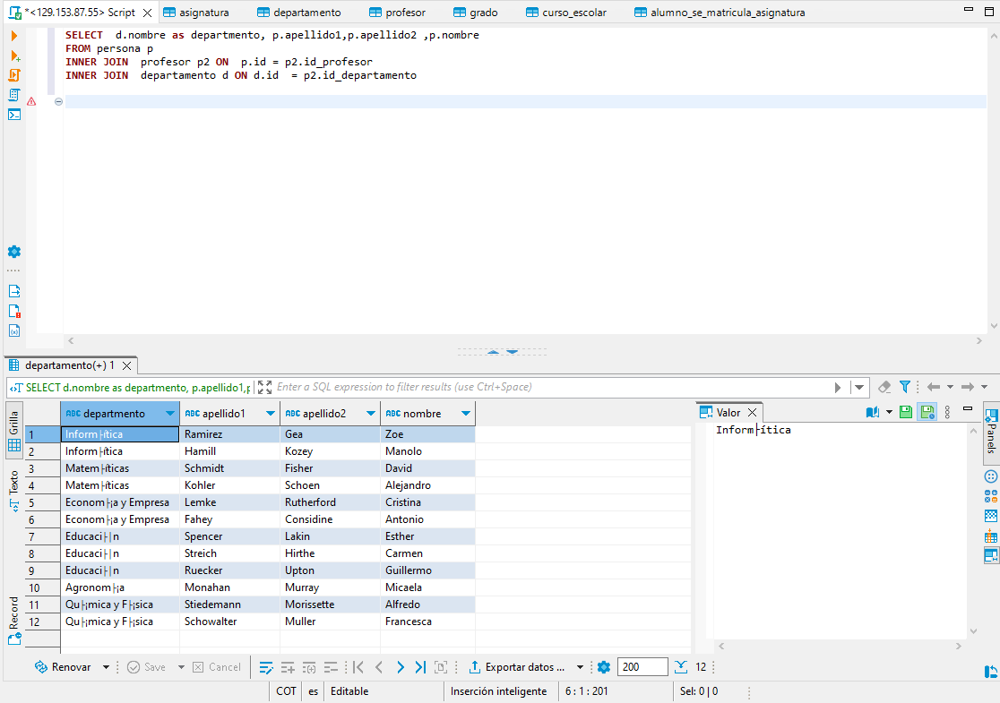 *<129.153.87.55> Script
asignatura
departamento
profesor
grado
curso_escolar
alumno_se_matricula_asignatura
SELECT  d.nombre as departmento, p.apellido1,p.apellido2 ,p.nombre
FROM persona p
INNER JOIN  profesor p2 ON  p.id = p2.id_profesor
INNER JOIN  departamento d ON d.id  = p2.id_departamento
departamento(+) 1
SELECT d.nombre as departmento, p.apellido1,p
Enter a SQL expression to filter results (use Ctrl+Space)
Grilla
Texto
Record
ABC departmento ABC apellido1 ABC apellido2 ABC nombre
1 Inform├ítica Ramirez Gea Zoe
2 Inform├ítica Hamill Kozey Manolo
3 Matem├íticas Schmidt Fisher David
4 Matem├íticas Kohler Schoen Alejandro
5 Econom├¡a y Empresa Lemke Rutherford Cristina
6 Econom├¡a y Empresa Fahey Considine Antonio
7 Educaci├│n Spencer Lakin Esther
8 Educaci├│n Streich Hirthe Carmen
9 Educaci├│n Ruecker Upton Guillermo
10 Agronom├¡a Monahan Murray Micaela
11 Qu├¡mica y F├¡sica Stiedemann Morissette Alfredo
12 Qu├¡mica y F├¡sica Schowalter Muller Francesca
Valor
Inform├ítica
Panels
Renovar
Save
Cancel
Exportar datos ...
200
12
COT
es
Editable
Inserción inteligente
6 : 1 : 201
Sel: 0 | 0